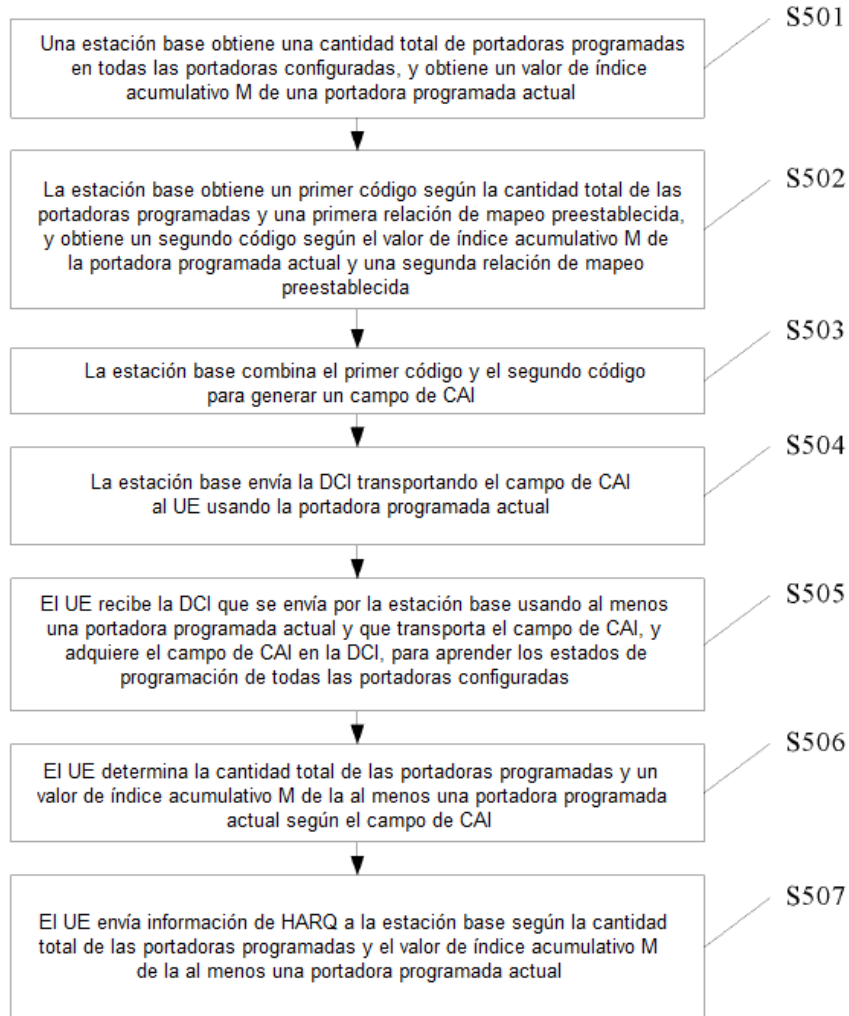 S501
Una estación base obtiene una cantidad total de portadoras programadas
en todas las portadoras configuradas, y obtiene un valor de índice
acumulativo M de una portadora programada actual
S502
La estación base obtiene un primer código según la cantidad total de las
portadoras programadas y una primera relación de mapeo preestablecida,
y obtiene un segundo código según el valor de índice acumulativo M de
la portadora programada actual y una segunda relación de mapeo
preestablecida
S503
La estación base combina el primer código y el segundo código
para generar un campo de CAI
S504
La estación base envía la DCI transportando el campo de CAI
al UE usando la portadora programada actual
S505
El UE recibe la DCI que se envía por la estación base usando al menos
una portadora programada actual y que transporta el campo de CAI, y
adquiere el campo de CAI en la DCI, para aprender los estados de
programación de todas las portadoras configuradas
S506
El UE determina la cantidad total de las portadoras programadas y un
valor de índice acumulativo M de la al menos una portadora programada
actual según el campo de CAI
S507
El UE envía información de HARQ a la estación base según la cantidad
total de las portadoras programadas y el valor de índice acumulativo M
de la al menos una portadora programada actual